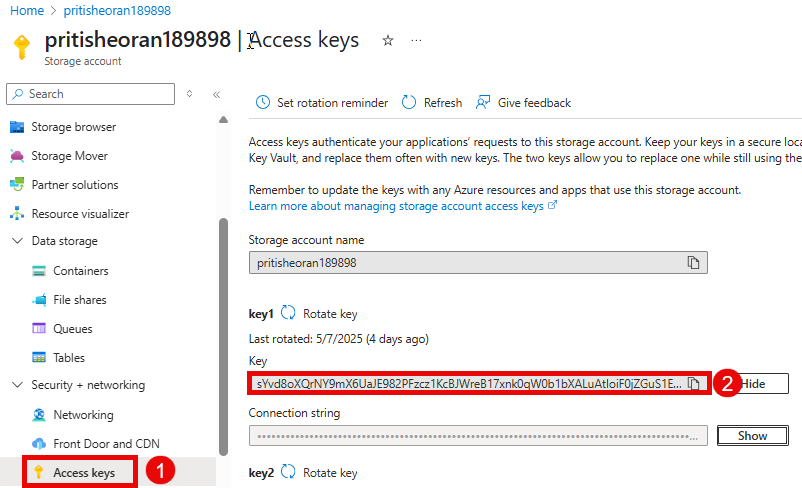 Home > pritisheoran189898
pritisheoran189898 | Access keys ☆ ...
Storage account
Search
Set rotation reminder Refresh Give feedback
Storage browser
Storage Mover
Partner solutions
Resource visualizer
Data storage
Containers
File shares
Queues
Tables
Security + networking
Networking
Front Door and CDN
Access keys 1
Access keys authenticate your applications' requests to this storage account. Keep your keys in a secure loca
Key Vault, and replace them often with new keys. The two keys allow you to replace one while still using the
Remember to update the keys with any Azure resources and apps that use this storage account.
Learn more about managing storage account access keys
Storage account name
pritisheoran189898
key1 Rotate key
Last rotated: 5/7/2025 (4 days ago)
Key
2 Hide
Connection string
Show
key2 Rotate key